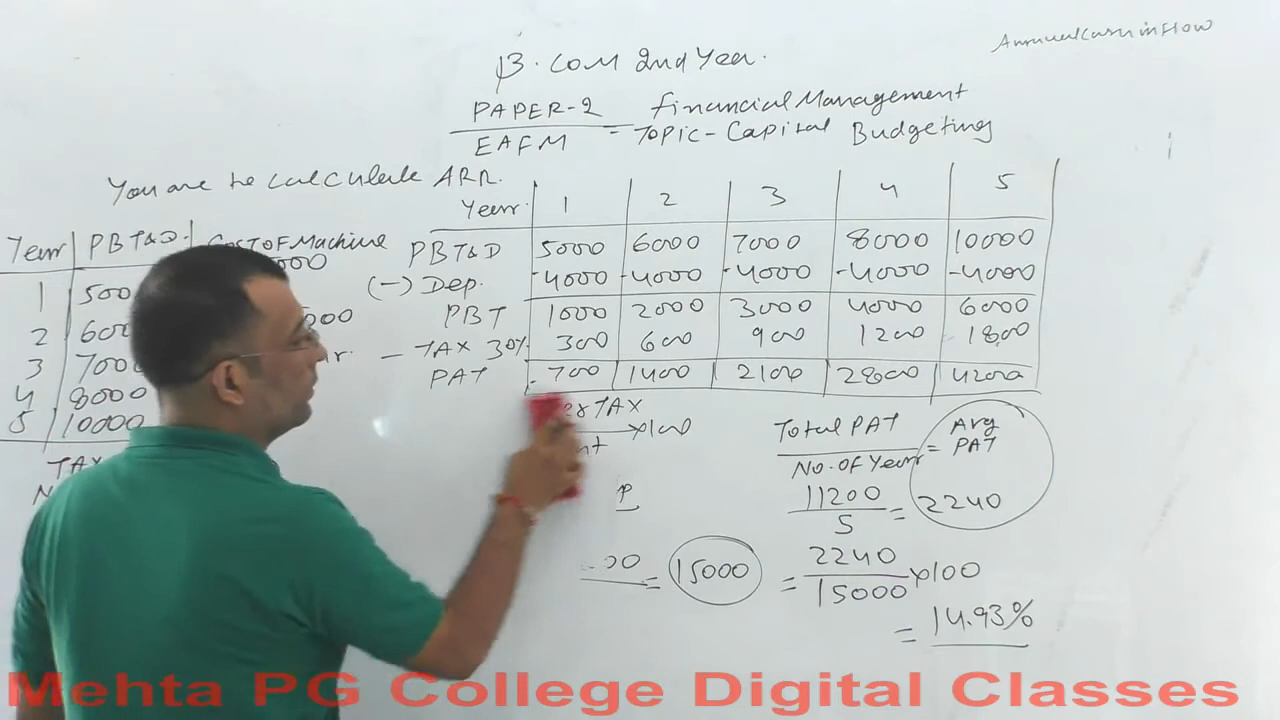 Annual Cash inflow
B. COM 2nd Year.
PAPER-2 Financial Management
EAFM = TOPIC-Capital Budgeting
You are to calculate ARR.
Year PBT&D. COST OF Machine
1 500
2 600
3 7000
4 8000
5 10000
TAX
Year 1 2 3 4 5
PBT&D 5000 6000 7000 8000 10000
(-) Dep. -4000 -4000 -4000 -4000 -4000
PBT 1000 2000 3000 4000 6000
- TAX 30% 300 600 900 1200 1800
PAT 700 1400 2100 2800 4200
TAX
x100
Total PAT = Avg PAT
No. OF Year
11200 = 2240
5
= 15000
= 2240 x100
15000
= 14.93%
Mehta PG College Digital Classes